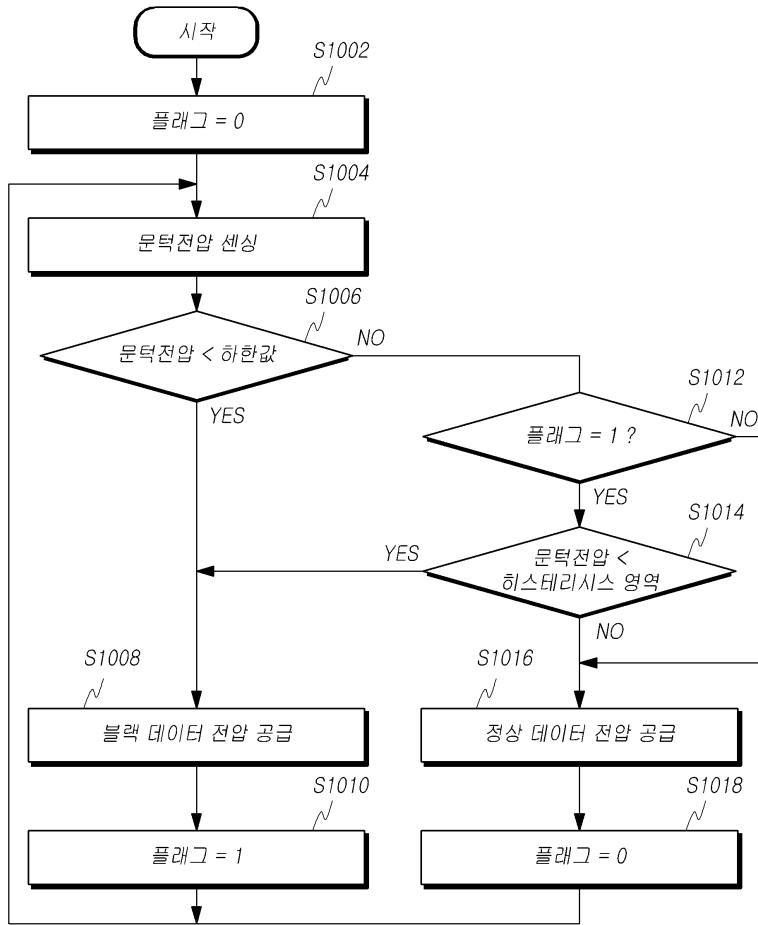 시작
S1002
플래그 = 0
S1004
문턱전압 센싱
S1006
문턱전압 < 하한값
NO
YES
S1012
플래그 = 1 ?
NO
YES
S1014
문턱전압 <
히스테리시스 영역
YES
NO
S1008
블랙 데이터 전압 공급
S1016
정상 데이터 전압 공급
S1010
플래그 = 1
S1018
플래그 = 0